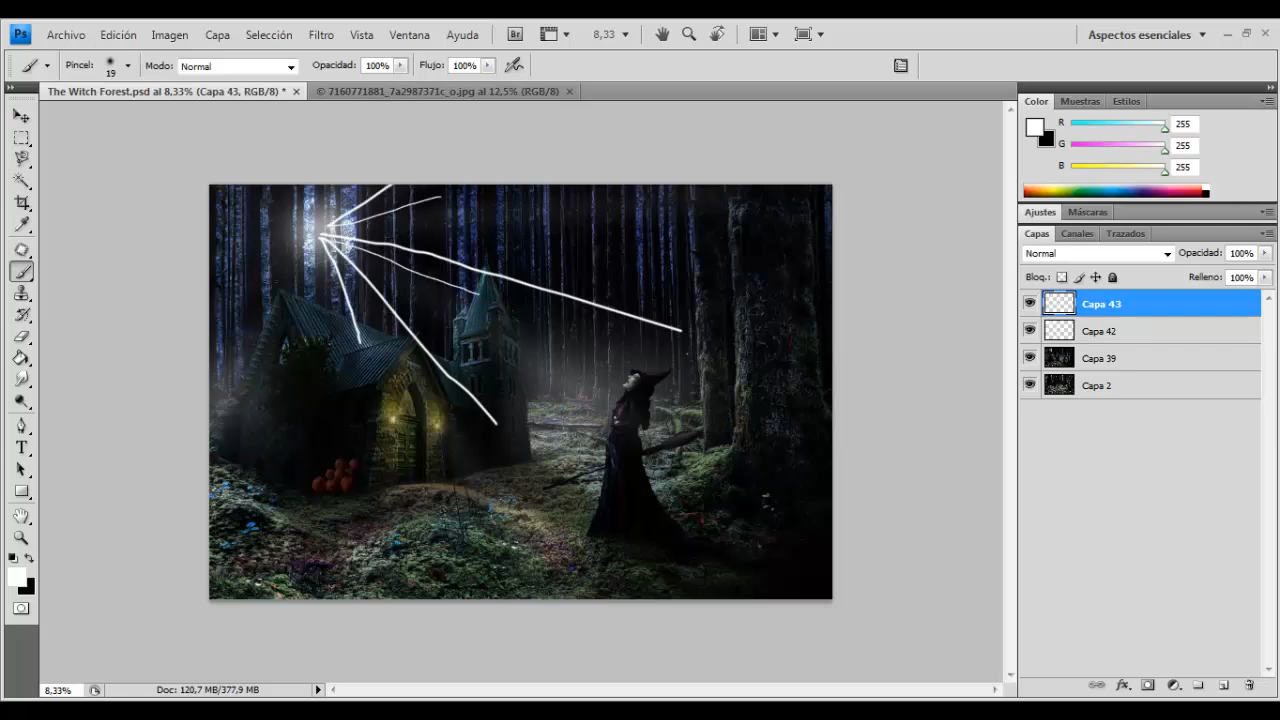 Ps Archivo Edición Imagen Capa Selección Filtro Vista Ventana Ayuda Br 8,33 Aspectos esenciales
Pincel: 19 Modo: Normal Opacidad: 100% Flujo: 100%
The Witch Forest.psd al 8,33% (Capa 43, RGB/8) * × © 7160771881_7a2987371c_o.jpg al 12,5% (RGB/8) ×
Color Muestras Estilos
R 255
G 255
B 255
Ajustes Máscaras
Capas Canales Trazados
Normal Opacidad: 100%
Bloq.: Relleno: 100%
Capa 43
Capa 42
Capa 39
Capa 2
8,33% Doc: 120,7 MB/377,9 MB